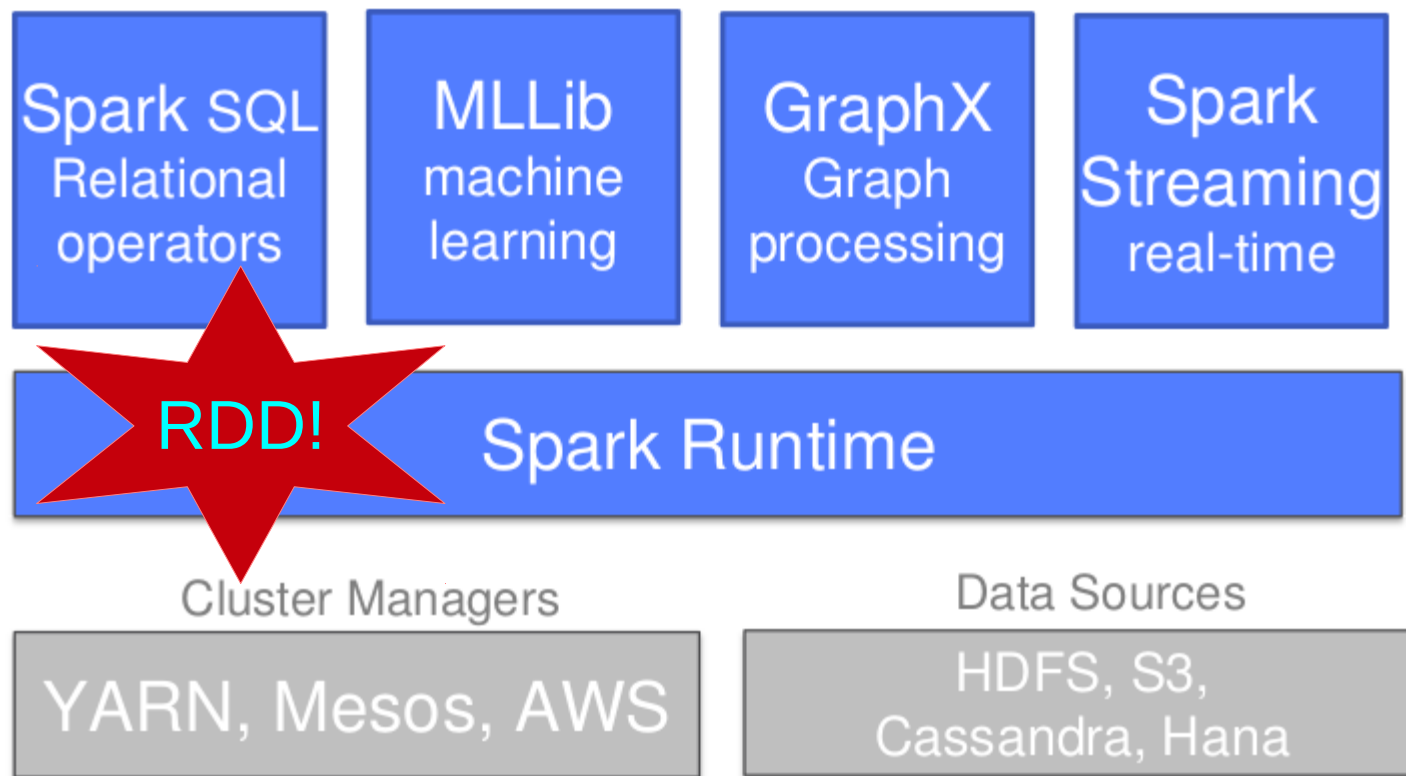 Spark SQL
Relational
operators
MLLib
machine
learning
GraphX
Graph
processing
Spark
Streaming
real-time
RDD!
Spark Runtime
Cluster Managers
YARN, Mesos, AWS
Data Sources
HDFS, S3,
Cassandra, Hana